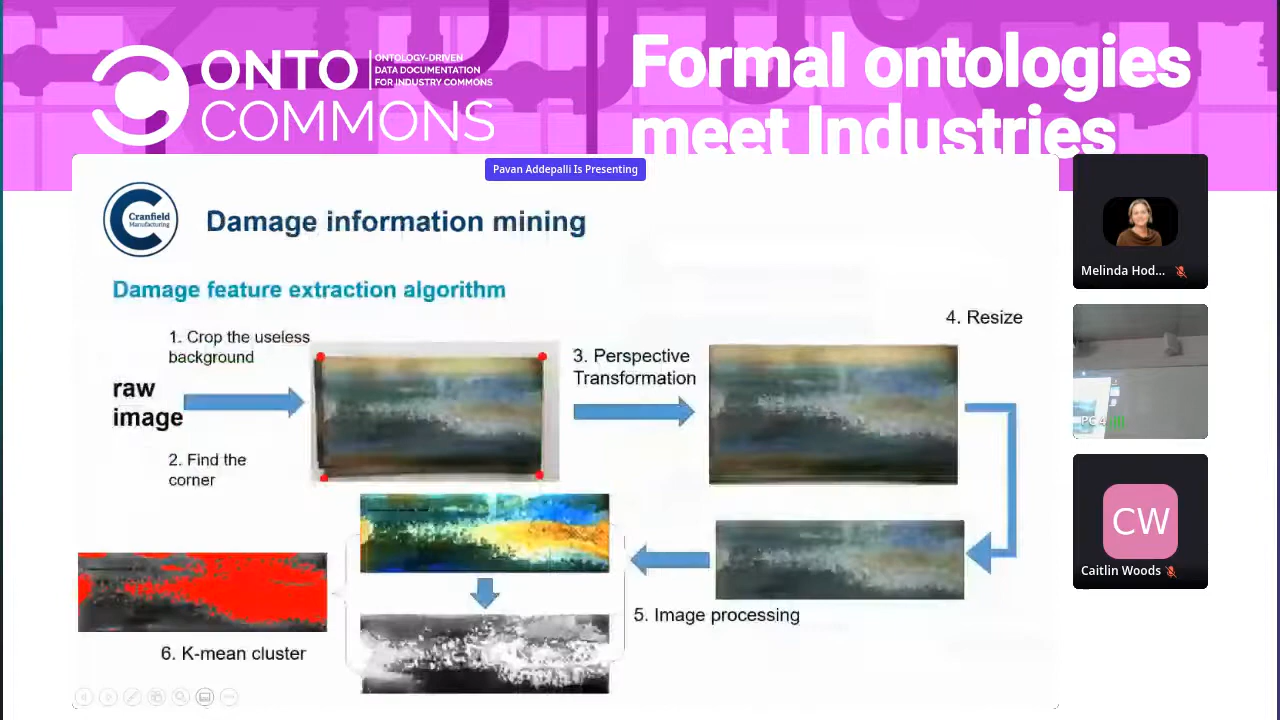 ONTO
COMMONS
ONTOLOGY-DRIVEN
DATA DOCUMENTATION
FOR INDUSTRY COMMONS
Formal ontologies
meet Industries
Pavan Addepalli Is Presenting
Cranfield
Manufacturing
Damage information mining
Damage feature extraction algorithm
1. Crop the useless
background
raw
image
2. Find the
corner
3. Perspective
Transformation
4. Resize
5. Image processing
6. K-mean cluster
Melinda Hod...
PC 4
CW
Caitlin Woods